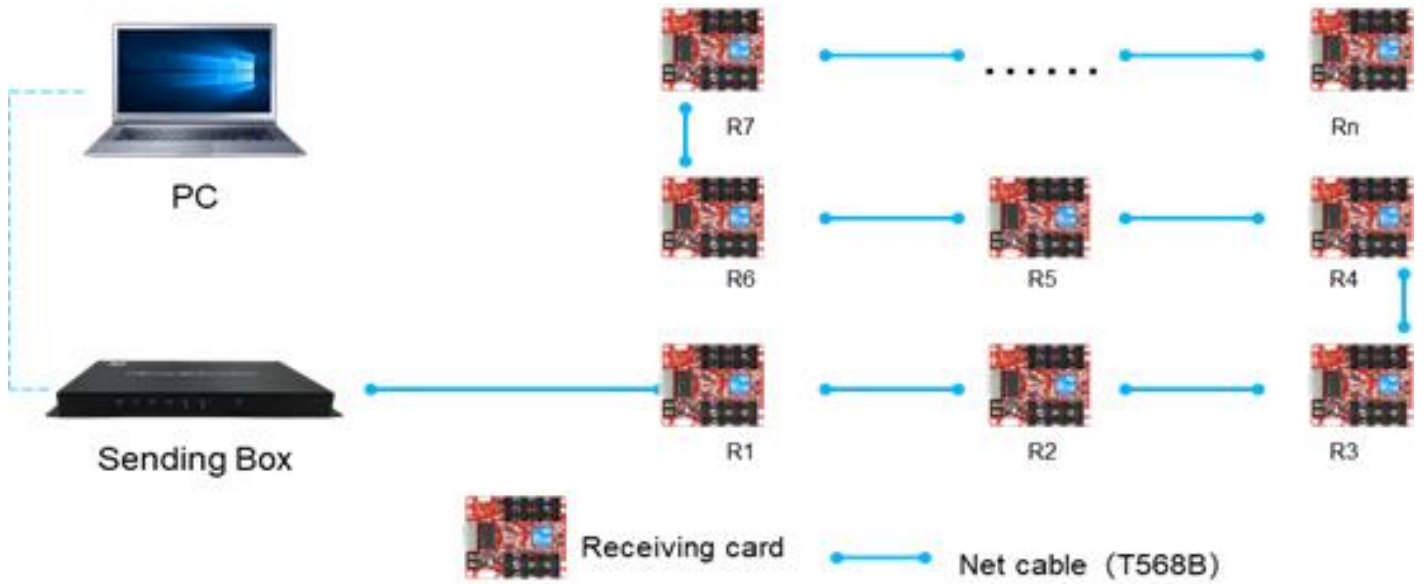 R7
Rn
PC
R6
R5
R4
Sending Box
R1
R2
R3
Receiving card
Net cable（T568B）